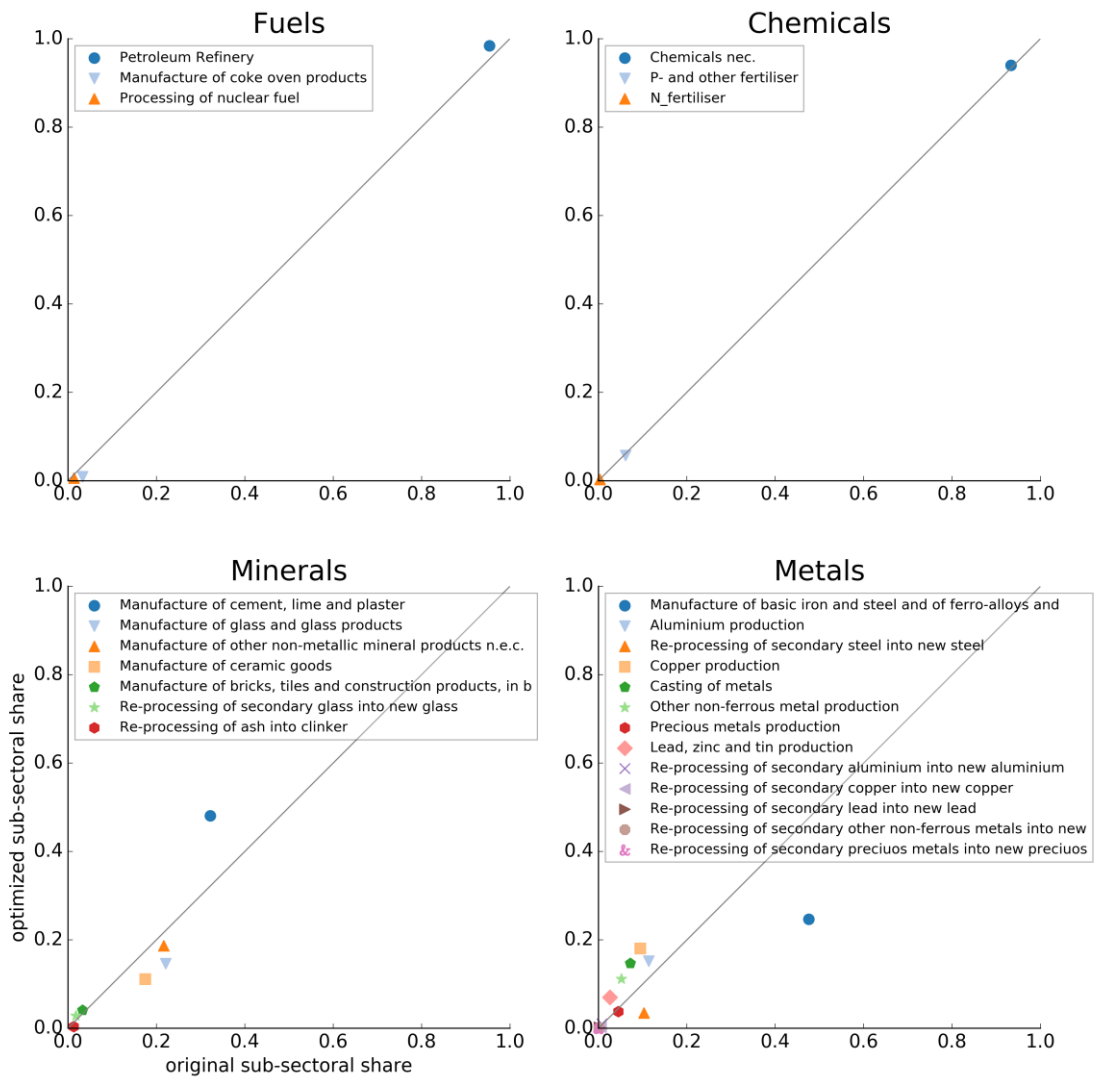 Fuels
1.0
0.8
0.6
0.4
0.2
0.0
0.0 0.2 0.4 0.6 0.8 1.0
Petroleum Refinery
Manufacture of coke oven products
Processing of nuclear fuel
Chemicals
1.0
0.8
0.6
0.4
0.2
0.0
0.0 0.2 0.4 0.6 0.8 1.0
Chemicals nec.
P- and other fertiliser
N_fertiliser
Minerals
optimized sub-sectoral share
1.0
0.8
0.6
0.4
0.2
0.0
0.0 0.2 0.4 0.6 0.8 1.0
original sub-sectoral share
Manufacture of cement, lime and plaster
Manufacture of glass and glass products
Manufacture of other non-metallic mineral products n.e.c.
Manufacture of ceramic goods
Manufacture of bricks, tiles and construction products, in b
Re-processing of secondary glass into new glass
Re-processing of ash into clinker
Metals
1.0
0.8
0.6
0.4
0.2
0.0
0.0 0.2 0.4 0.6 0.8 1.0
Manufacture of basic iron and steel and of ferro-alloys and
Aluminium production
Re-processing of secondary steel into new steel
Copper production
Casting of metals
Other non-ferrous metal production
Precious metals production
Lead, zinc and tin production
Re-processing of secondary aluminium into new aluminium
Re-processing of secondary copper into new copper
Re-processing of secondary lead into new lead
Re-processing of secondary other non-ferrous metals into new
& Re-processing of secondary preciuos metals into new preciuos